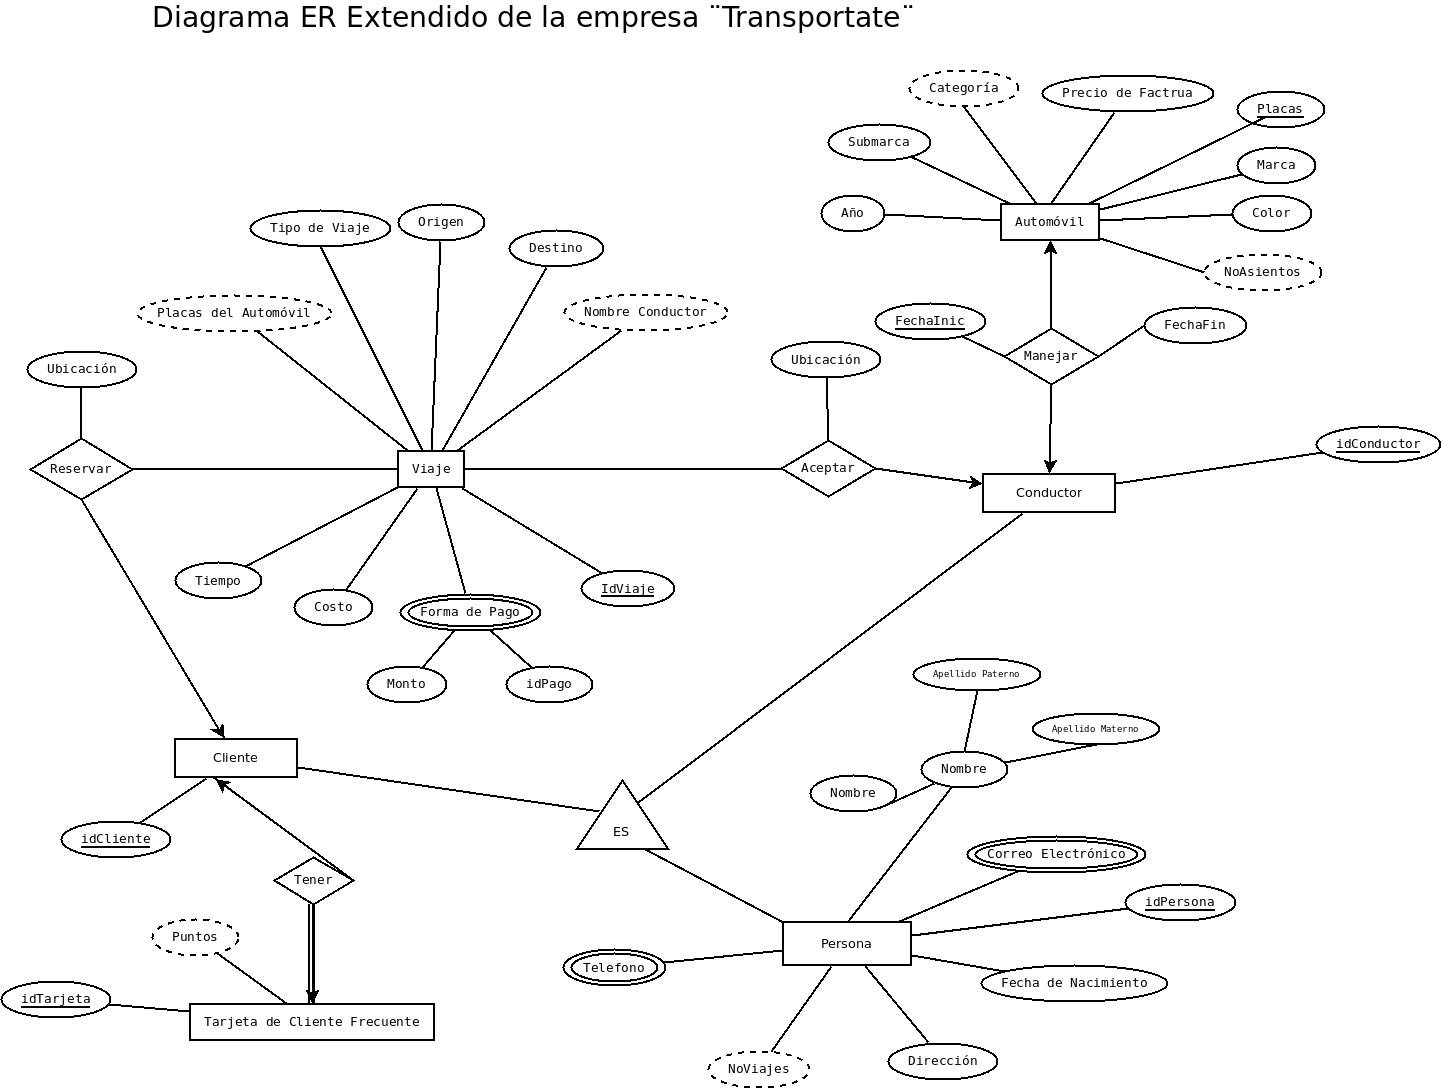 Diagrama ER Extendido de la empresa ¨Transportate¨
Categoría
Precio de Factrua
Placas
Submarca
Marca
Año
Automóvil
Color
NoAsientos
Tipo de Viaje
Origen
Destino
Placas del Automóvil
Nombre Conductor
FechaInic
FechaFin
Manejar
Ubicación
Ubicación
idConductor
Reservar
Viaje
Aceptar
Conductor
Tiempo
Costo
Forma de Pago
IdViaje
Monto
idPago
Apellido Paterno
Apellido Materno
Cliente
Nombre
Nombre
ES
idCliente
Correo Electrónico
Tener
idPersona
Puntos
Persona
Telefono
Fecha de Nacimiento
idTarjeta
Tarjeta de Cliente Frecuente
NoViajes
Dirección